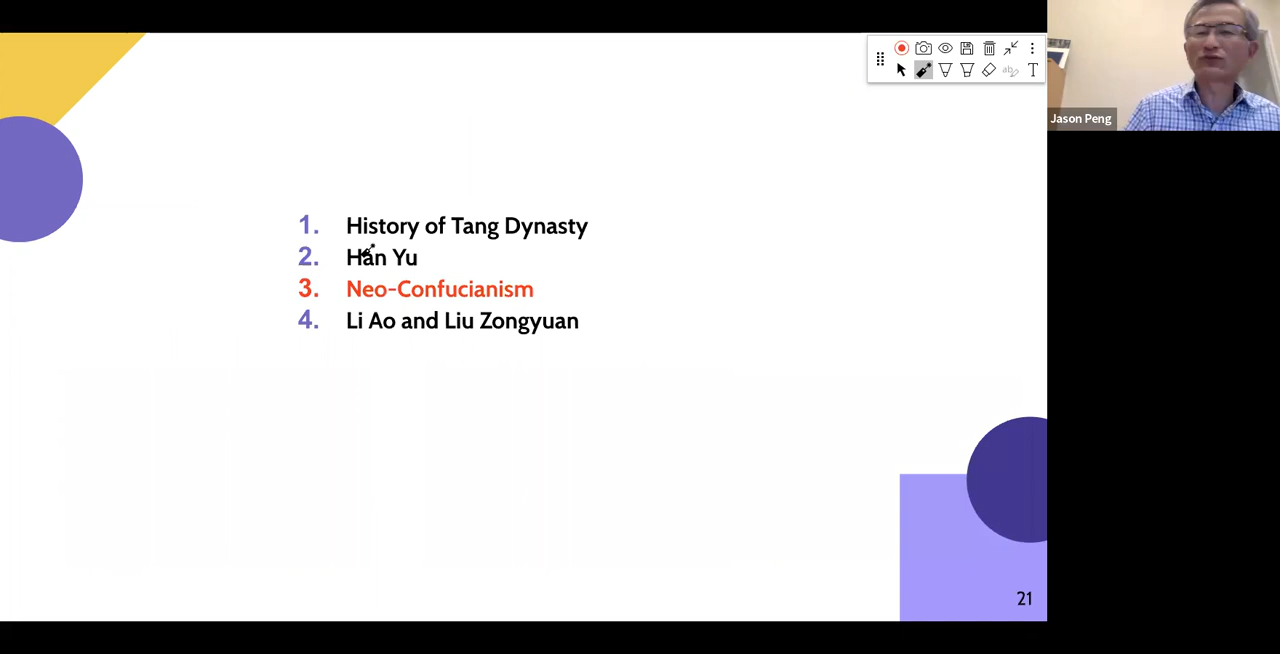 1. History of Tang Dynasty
2. Han Yu
3. Neo-Confucianism
4. Li Ao and Liu Zongyuan
21
ab
T
Jason Peng